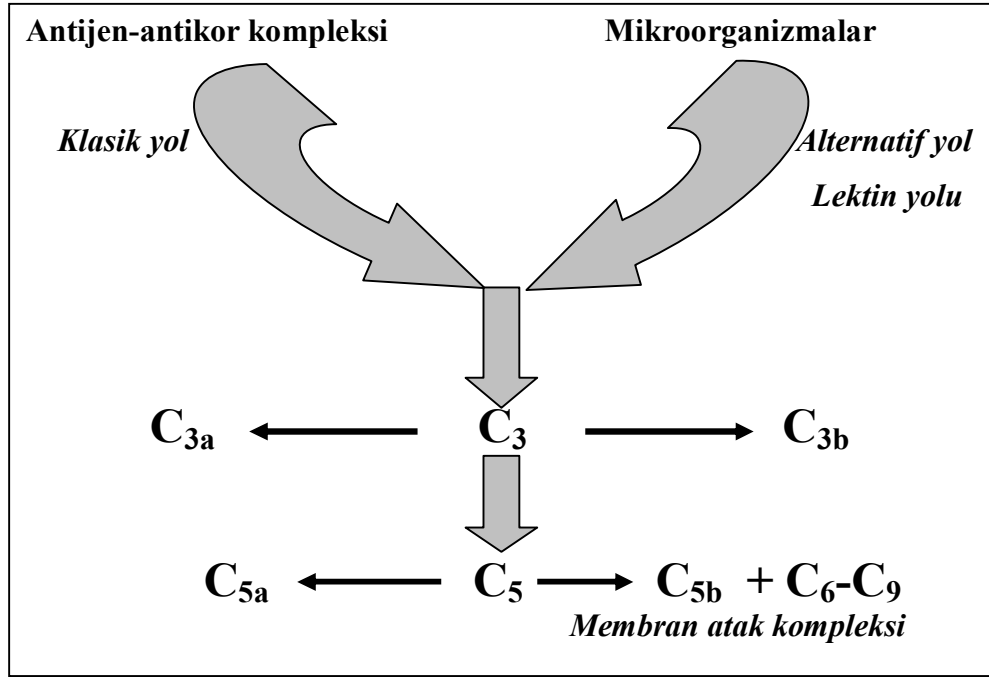 Antijen-antikor kompleksi
Mikroorganizmalar
Klasik yol
Alternatif yol
Lektin yolu
C3a
C3
C3b
C5a
C5
C5b + C6-C9
Membran atak kompleksi